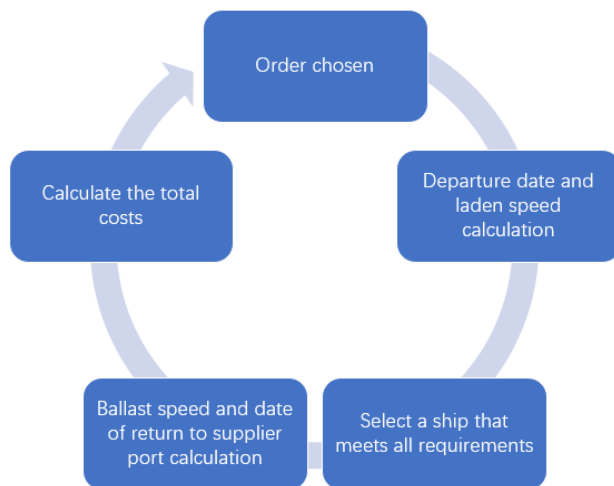 Order chosen
Departure date and
laden speed
calculation
Select a ship that
meets all requirements
Ballast speed and date
of return to supplier
port calculation
Calculate the total
costs